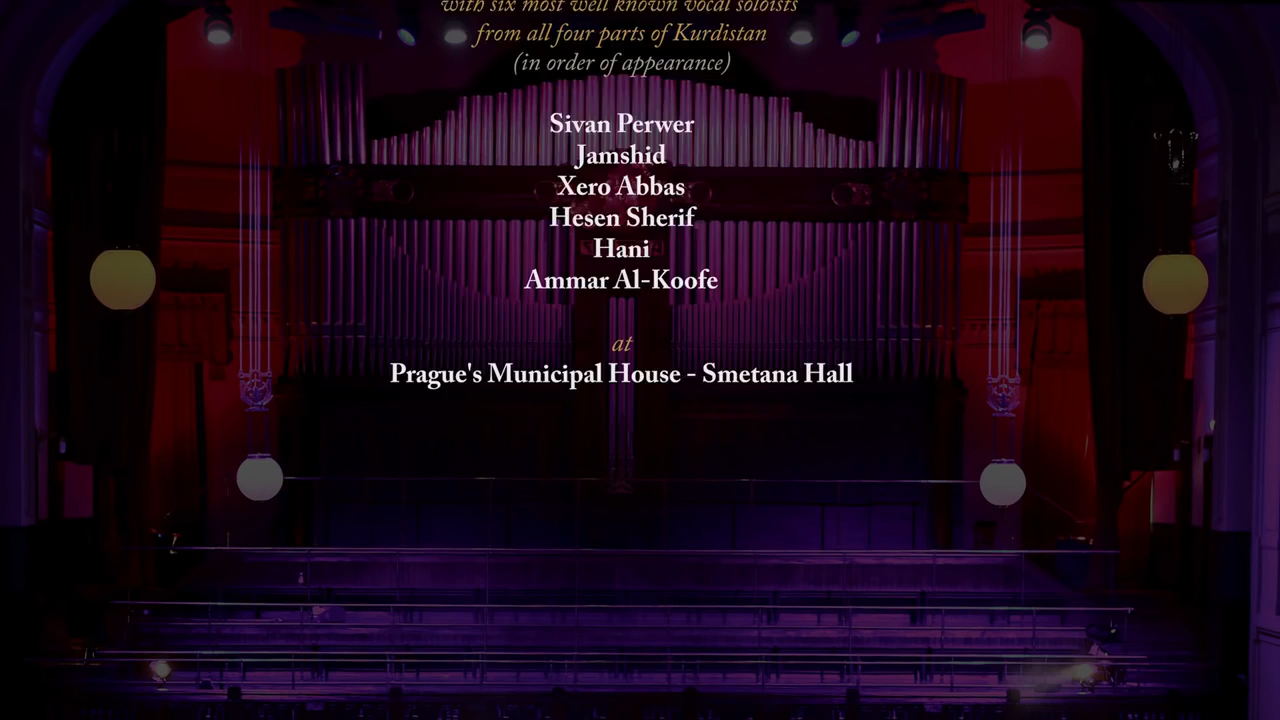 with six most well known vocal soloists
from all four parts of Kurdistan
(in order of appearance)
Sivan Perwer
Jamshid
Xero Abbas
Hesen Sherif
Hani
Ammar Al-Koofe
at
Prague's Municipal House - Smetana Hall